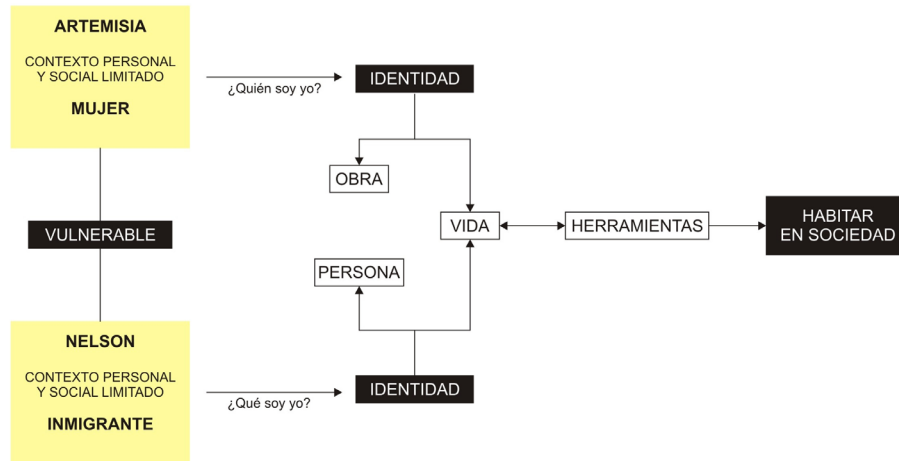 ARTEMISIA
CONTEXTO PERSONAL
Y SOCIAL LIMITADO
MUJER
¿Quién soy yo?
IDENTIDAD
OBRA
VULNERABLE
VIDA
HERRAMIENTAS
HABITAR
EN SOCIEDAD
PERSONA
NELSON
CONTEXTO PERSONAL
Y SOCIAL LIMITADO
INMIGRANTE
¿Qué soy yo?
IDENTIDAD